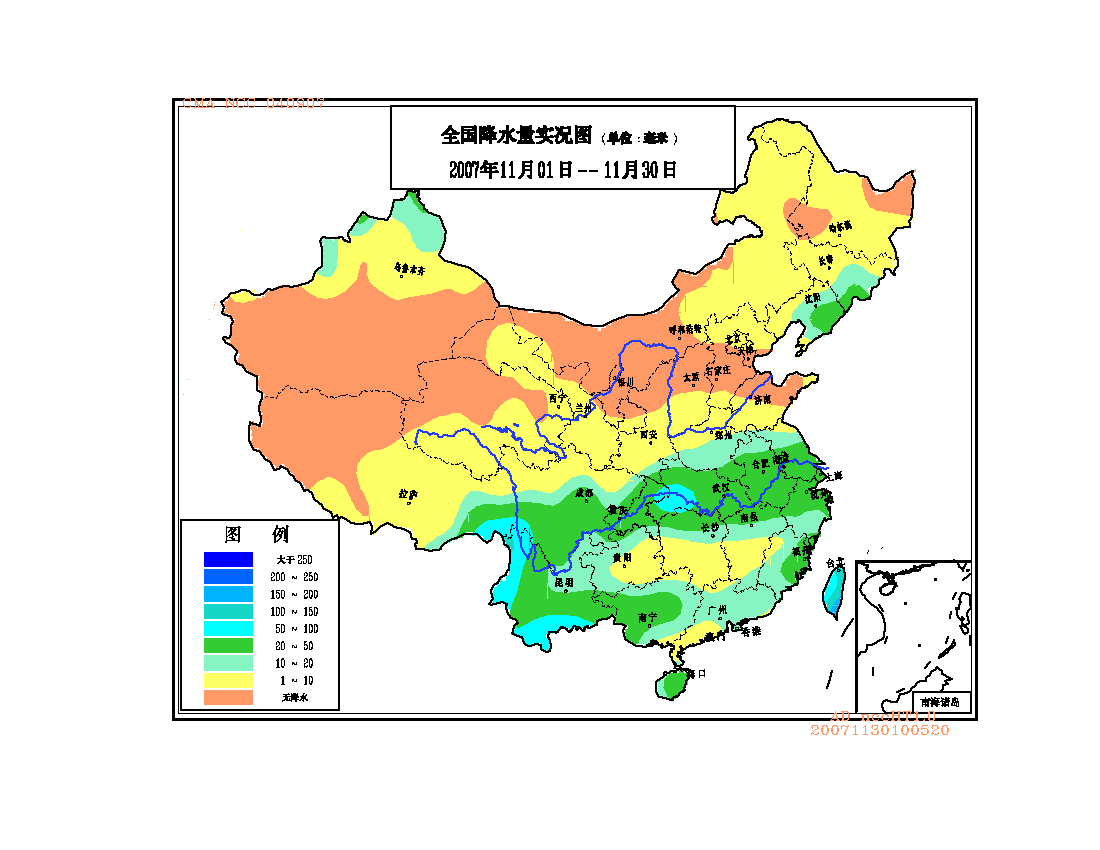 CMA NCC 040902
全国降水量实况图 (单位:毫米)
2007年11月01日 -- 11月30日
哈尔滨
长春
乌鲁木齐
沈阳
呼和浩特
北京
天津
石家庄
太原
银川
西宁
济南
兰州
西安
郑州
拉萨
合肥
南京
上海
成都
武汉
杭州
重庆
南昌
长沙
贵阳
福州
台北
昆明
广州
南宁
香港
澳门
海口
图 例
大于 250
200 ~ 250
150 ~ 200
100 ~ 150
50 ~ 100
20 ~ 50
10 ~ 20
1 ~ 10
无降水
南海诸岛
20071130100520